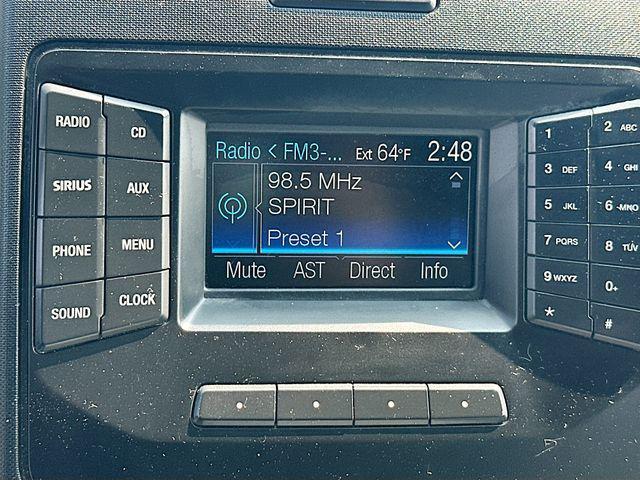 RADIO
CD
SIRIUS
AUX
PHONE
MENU
SOUND
CLOCK
Radio < FM3-... Ext 64°F 2:48
98.5 MHz
SPIRIT
Preset 1
Mute AST Direct Info
1
2 ABC
3 DEF
4 GHI
5 JKL
6 MNO
7 PQRS
8 TUV
9 WXYZ
0+
*
#